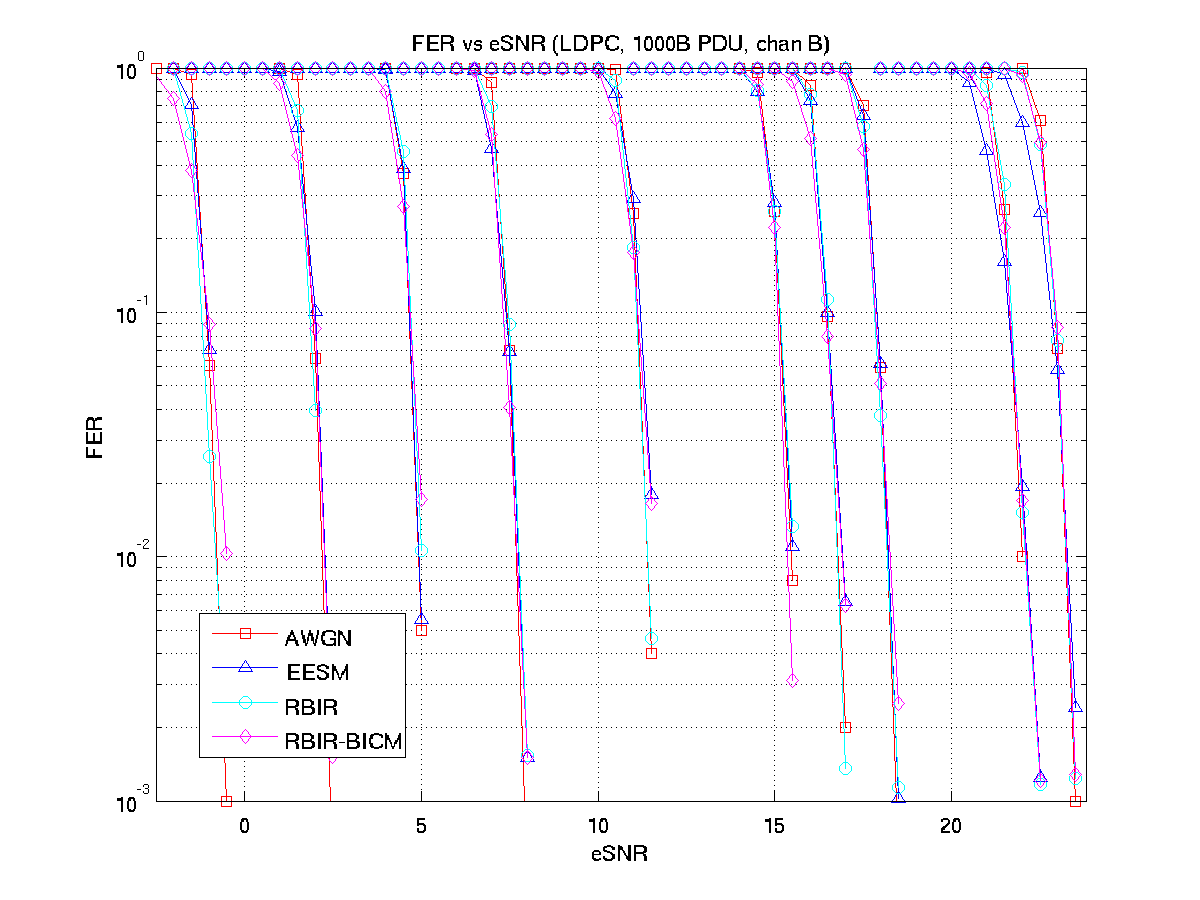 FER vs eSNR (LDPC, 1000B PDU, chan B)
10^0
10^-1
10^-2
10^-3
FER
AWGN
EESM
RBIR
RBIR-BICM
0 5 10 15 20
eSNR